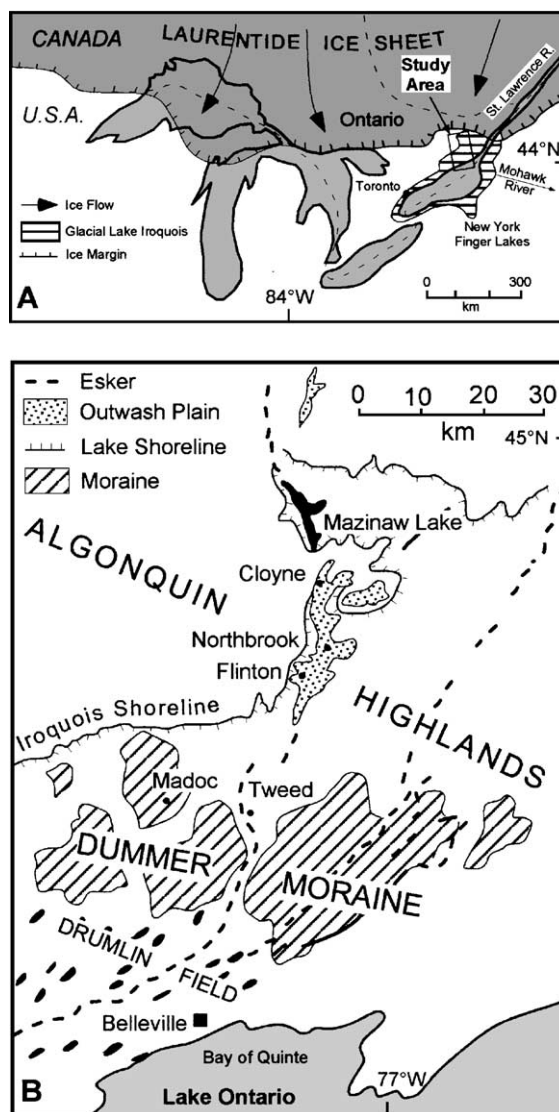 CANADA
LAURENTIDE ICE SHEET
Study
Area
St. Lawrence R.
U.S.A.
Ontario
44°N
Toronto
Mohawk
River
Ice Flow
Glacial Lake Iroquois
Ice Margin
New York
Finger Lakes
A
84°W
0 300
km
Esker
Outwash Plain
Lake Shoreline
Moraine
0 10 20 30
km
45°N
Mazinaw Lake
ALGONQUIN
Cloyne
Northbrook
Flinton
HIGHLANDS
Iroquois Shoreline
Madoc
Tweed
DUMMER
MORAINE
DRUMLIN
FIELD
Belleville
Bay of Quinte
77°W
B
Lake Ontario